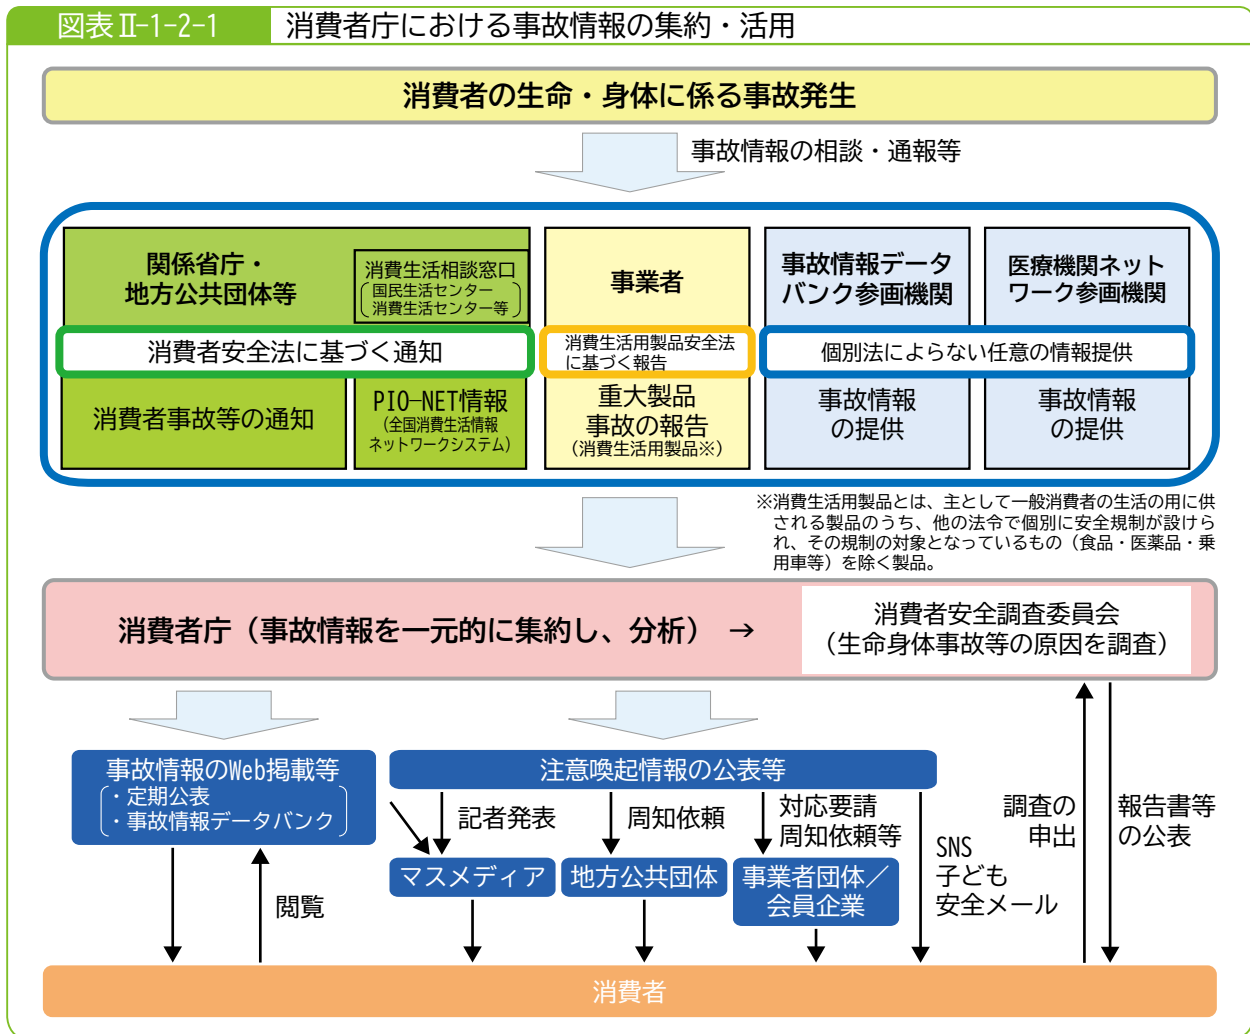 図表Ⅱ-1-2-1 消費者庁における事故情報の集約・活用
消費者の生命・身体に係る事故発生
事故情報の相談・通報等
関係省庁・
地方公共団体等
消費生活相談窓口
国民生活センター
消費生活センター等
事業者
事故情報データ
バンク参画機関
医療機関ネット
ワーク参画機関
消費者安全法に基づく通知
消費生活用製品安全法
に基づく報告
個別法によらない任意の情報提供
消費者事故等の通知
PIO-NET情報
(全国消費生活情報
ネットワークシステム)
重大製品
事故の報告
(消費生活用製品※)
事故情報
の提供
事故情報
の提供
※消費生活用製品とは、主として一般消費者の生活の用に供
される製品のうち、他の法令で個別に安全規制が設けら
れ、その規制の対象となっているもの（食品・医薬品・乗
用車等）を除く製品。
消費者庁（事故情報を一元的に集約し、分析） →
消費者安全調査委員会
（生命身体事故等の原因を調査）
事故情報のWeb掲載等
・定期公表
・事故情報データバンク
注意喚起情報の公表等
記者発表
周知依頼
対応要請
周知依頼等
マスメディア
地方公共団体
事業者団体／
会員企業
SNS
子ども
安全メール
調査の
申出
報告書等
の公表
閲覧
消費者